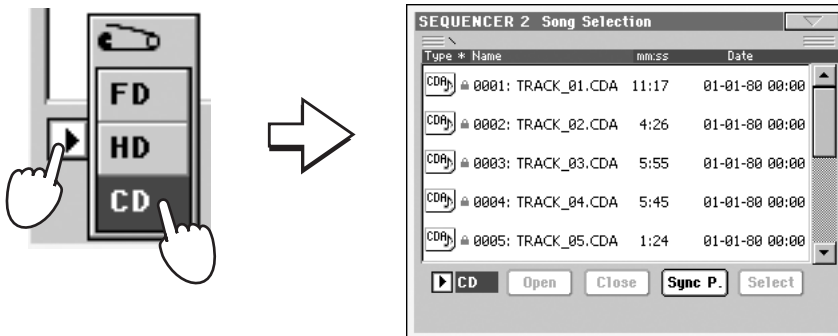 FD
HD
CD
SEQUENCER 2 Song Selection
Type * Name mm:ss Date
CDA 0001: TRACK_01.CDA 11:17 01-01-80 00:00
CDA 0002: TRACK_02.CDA 4:26 01-01-80 00:00
CDA 0003: TRACK_03.CDA 5:55 01-01-80 00:00
CDA 0004: TRACK_04.CDA 5:45 01-01-80 00:00
CDA 0005: TRACK_05.CDA 1:24 01-01-80 00:00
CD Open Close Sync P. Select